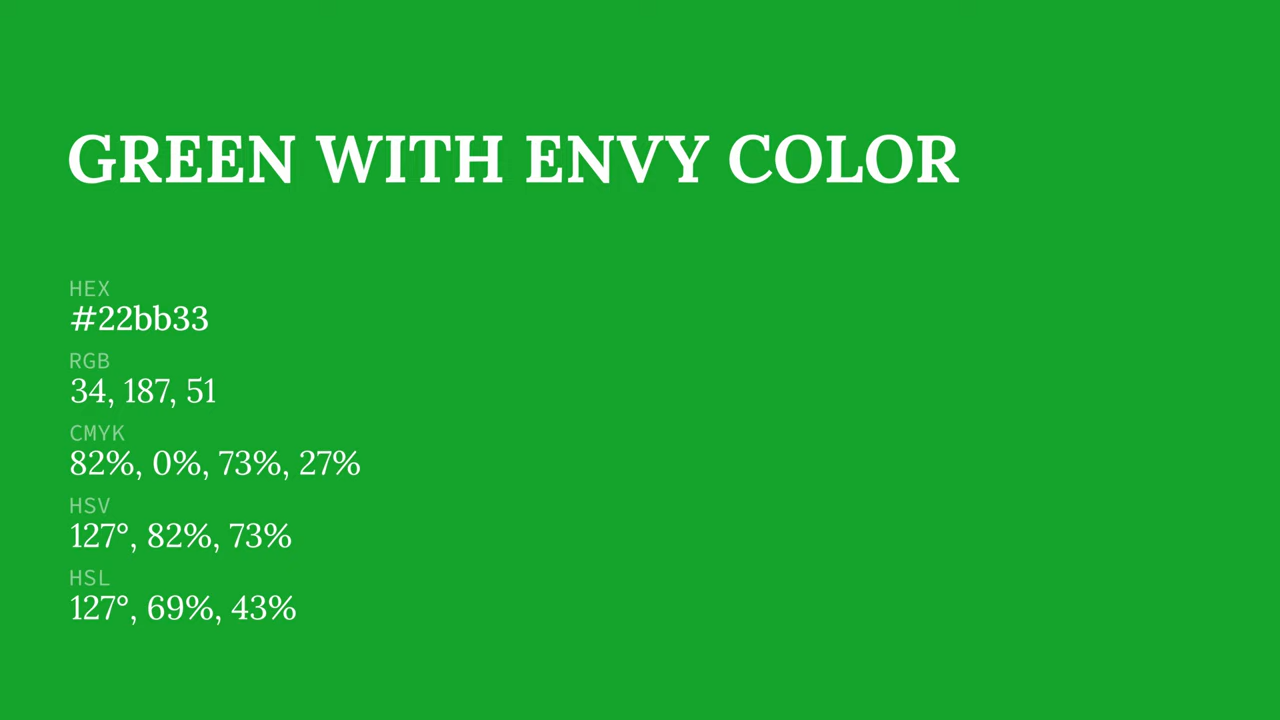 GREEN WITH ENVY COLOR
HEX
#22bb33
RGB
34, 187, 51
CMYK
82%, 0%, 73%, 27%
HSV
127°, 82%, 73%
HSL
127°, 69%, 43%